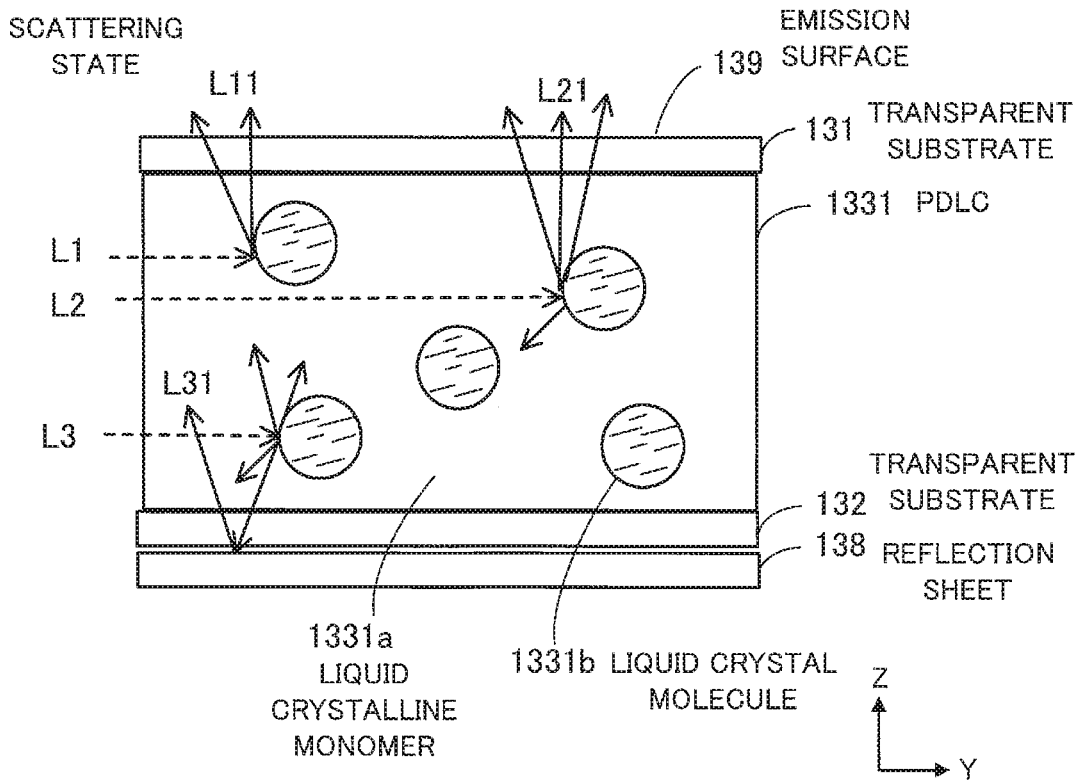 SCATTERING
STATE
EMISSION
SURFACE
139
L11
L21
131 TRANSPARENT
SUBSTRATE
1331 PDLC
L1
L2
L31
L3
TRANSPARENT
SUBSTRATE
132
138 REFLECTION
SHEET
1331a
LIQUID
CRYSTALLINE
MONOMER
1331b LIQUID CRYSTAL
MOLECULE
Z
Y